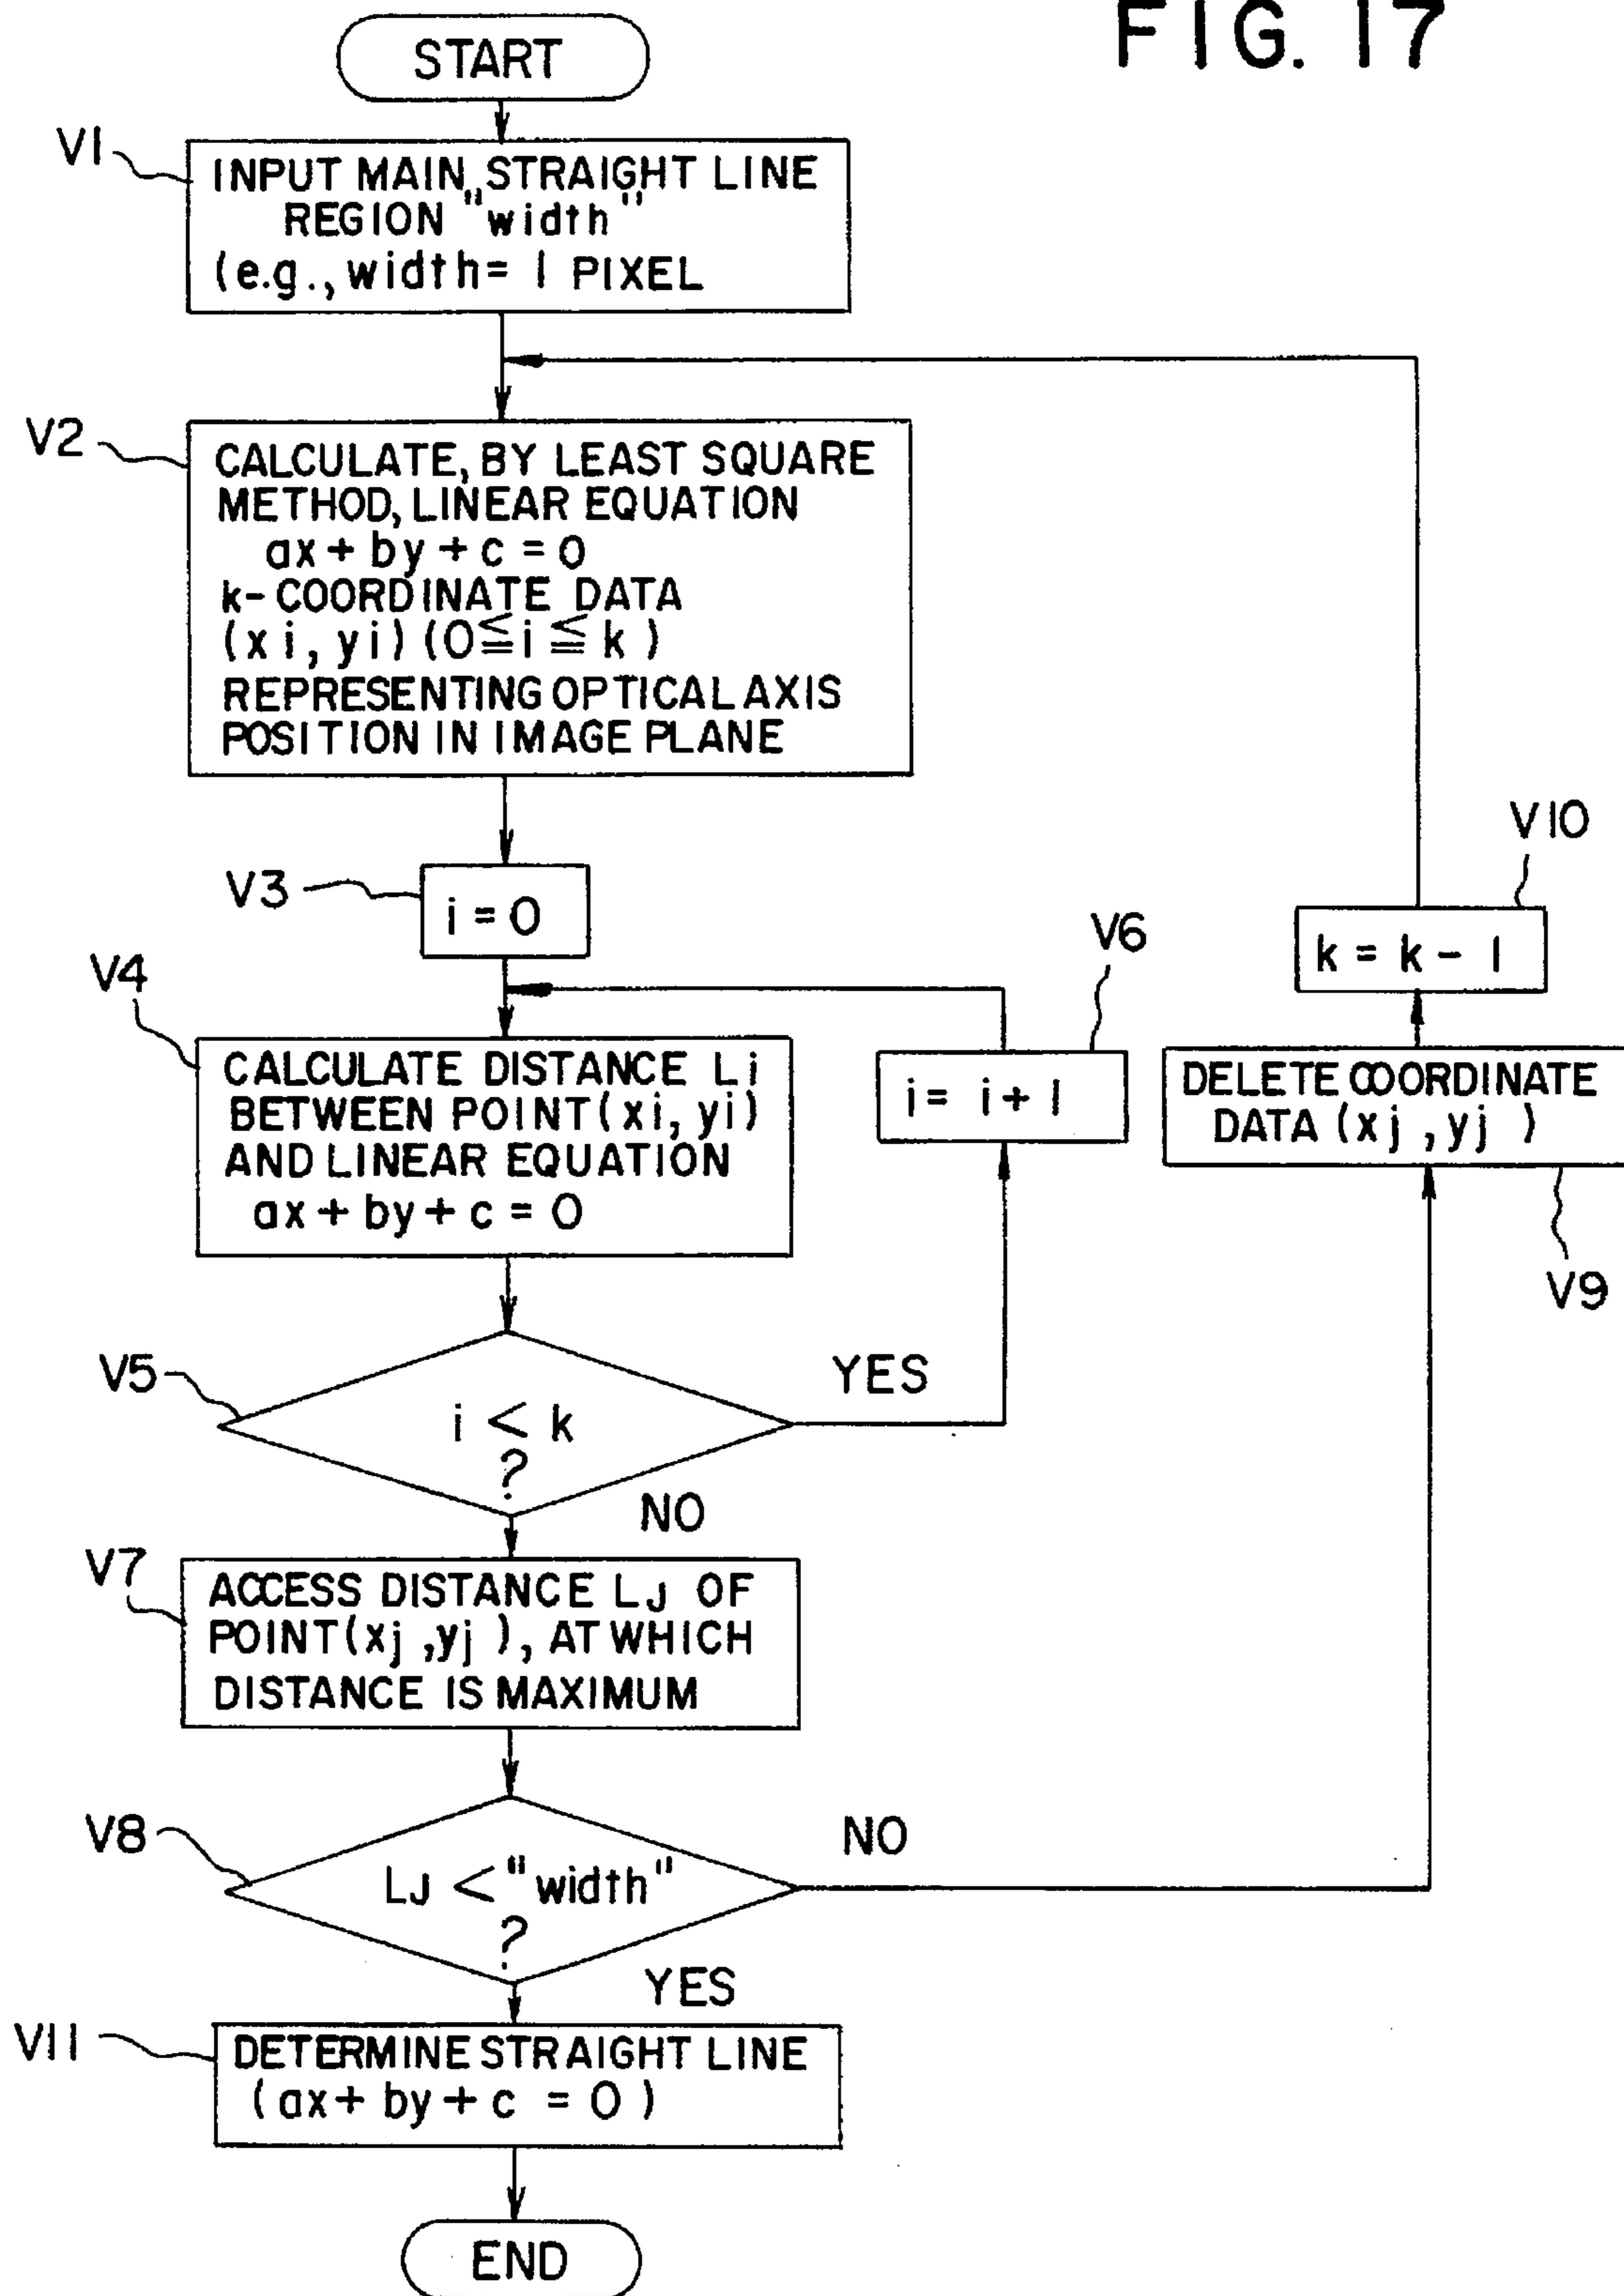 FIG. 17
START
V1
INPUT MAIN STRAIGHT LINE
REGION "width"
(e.g., width= 1 PIXEL
V2
CALCULATE, BY LEAST SQUARE
METHOD, LINEAR EQUATION
ax + by + c = 0
k-COORDINATE DATA
(xi, yi) (0≦i≦k)
REPRESENTING OPTICAL AXIS
POSITION IN IMAGE PLANE
V3
i = 0
V10
k = k - 1
V4
CALCULATE DISTANCE Li
BETWEEN POINT (xi, yi)
AND LINEAR EQUATION
ax + by + c = 0
V6
i = i + 1
DELETE COORDINATE
DATA (xj, yj)
V9
V5
i < k
?
YES
NO
V7
ACCESS DISTANCE LJ OF
POINT (xj, yj), AT WHICH
DISTANCE IS MAXIMUM
V8
LJ < "width"
?
NO
YES
V11
DETERMINE STRAIGHT LINE
(ax + by + c = 0)
END